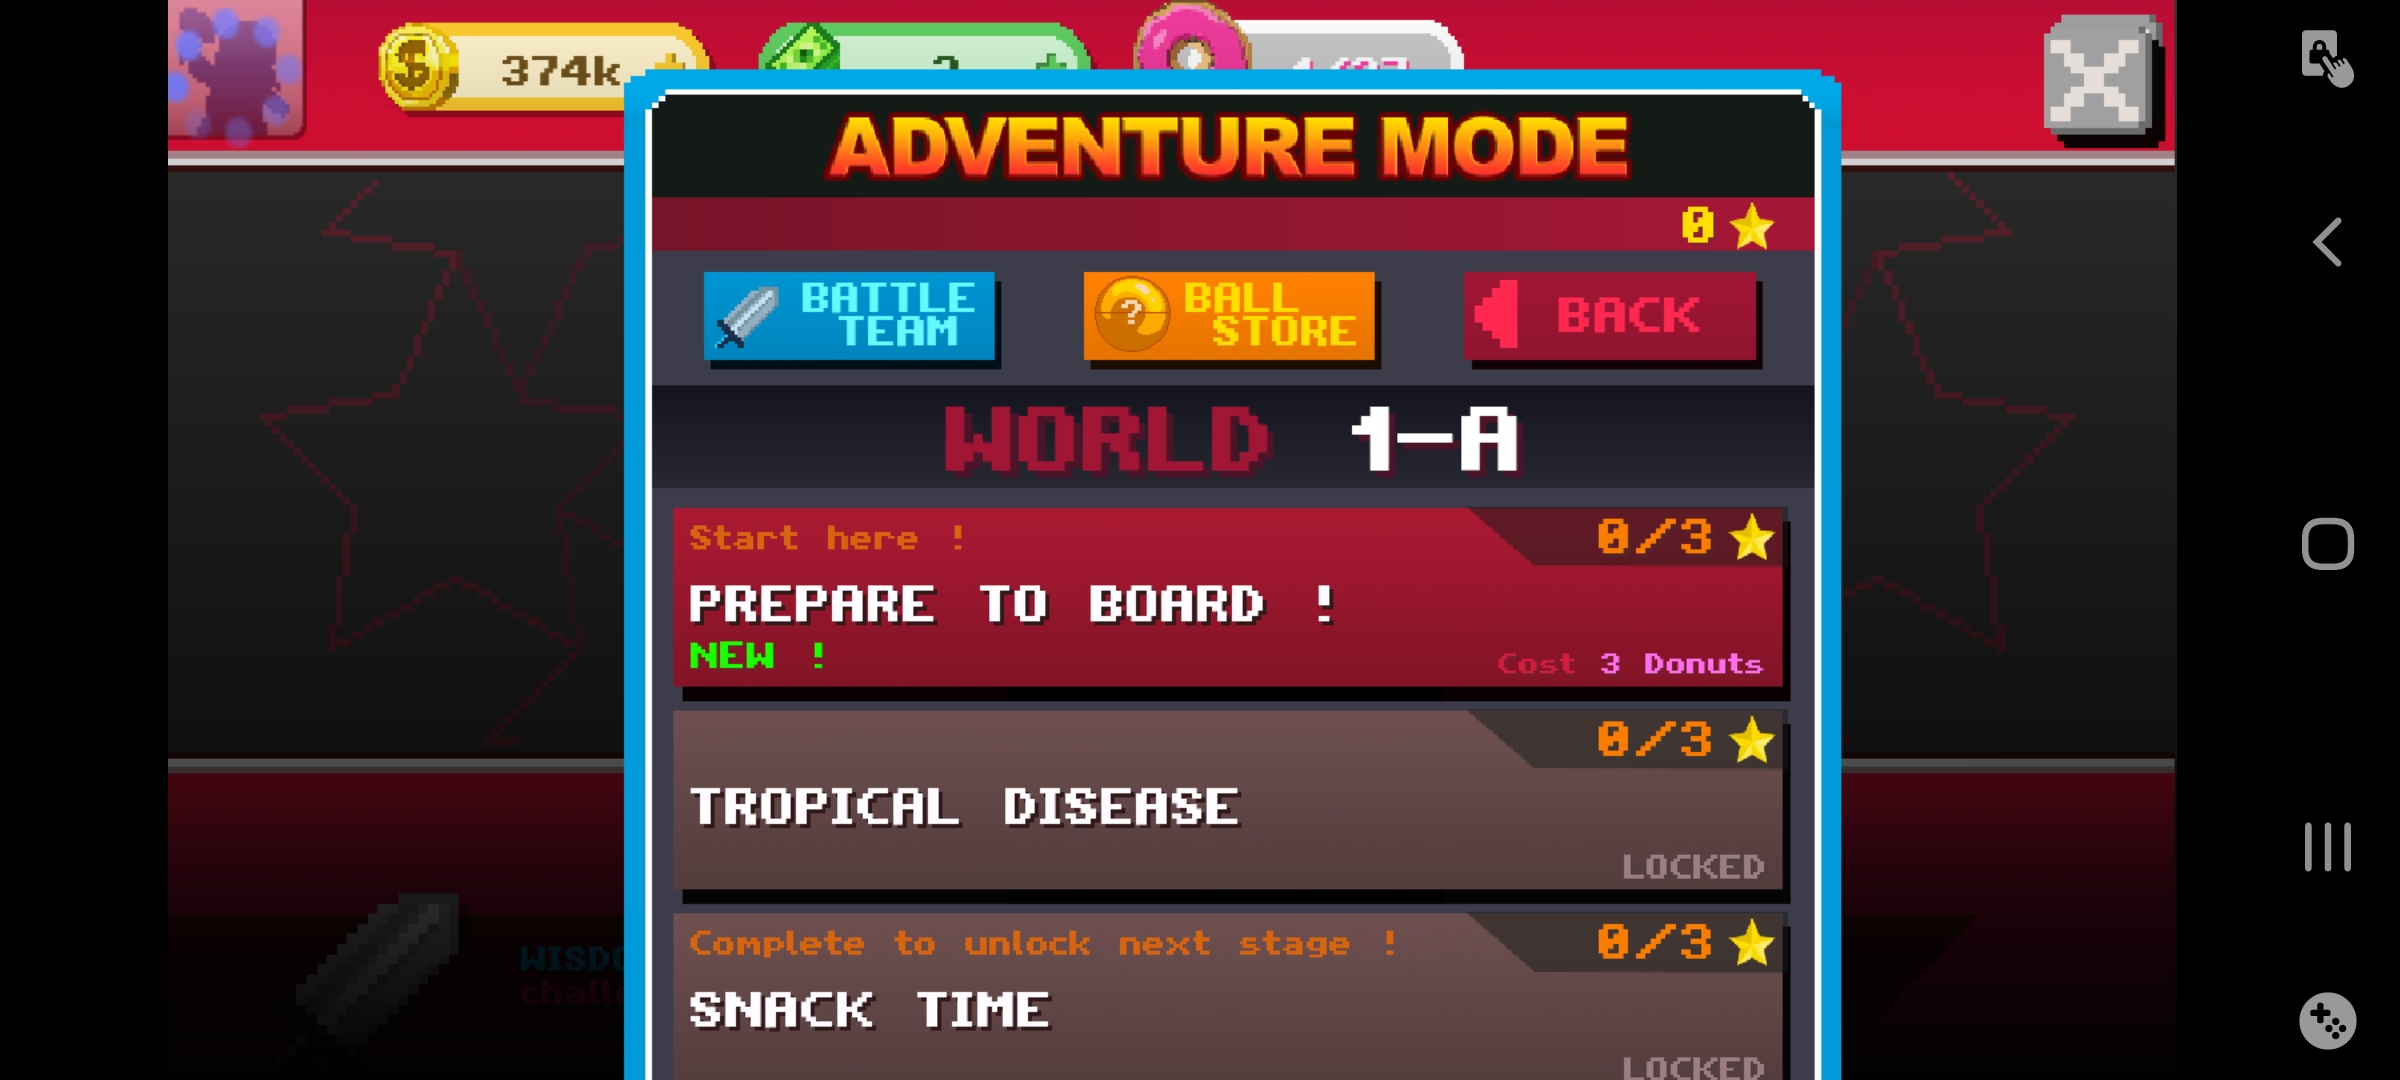 374k
ADVENTURE MODE
0
BATTLE
TEAM
?
BALL
STORE
BACK
WORLD 1-A
Start here !
0/3
PREPARE TO BOARD !
NEW !
Cost 3 Donuts
0/3
TROPICAL DISEASE
LOCKED
Complete to unlock next stage !
0/3
SNACK TIME
LOCKED